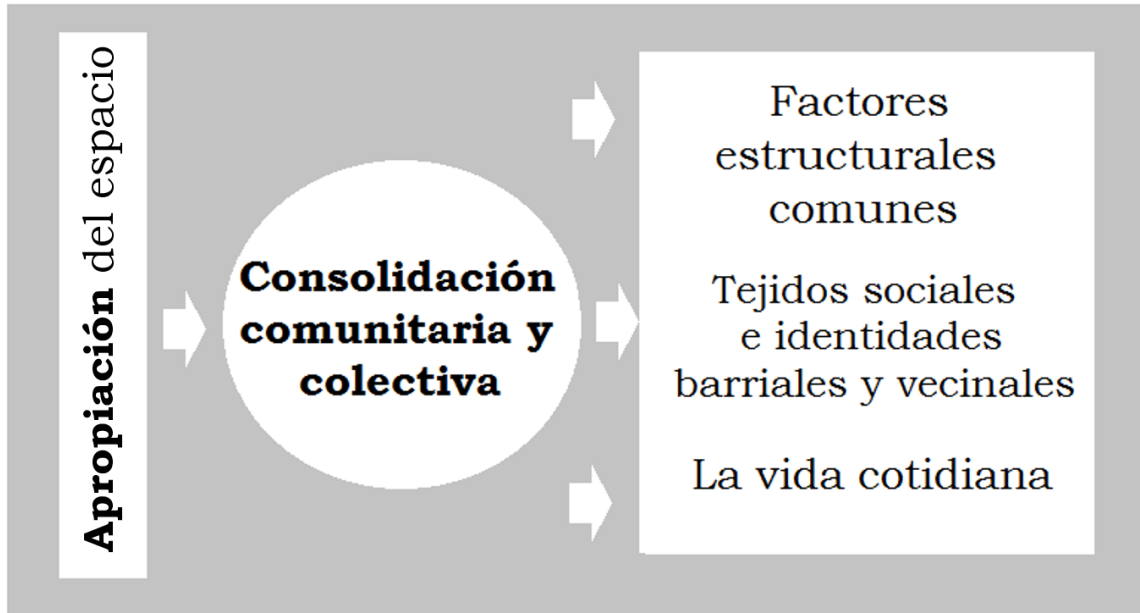 Apropiación del espacio
Consolidación
comunitaria y
colectiva
Factores
estructurales
comunes
Tejidos sociales
e identidades
barriales y vecinales
La vida cotidiana